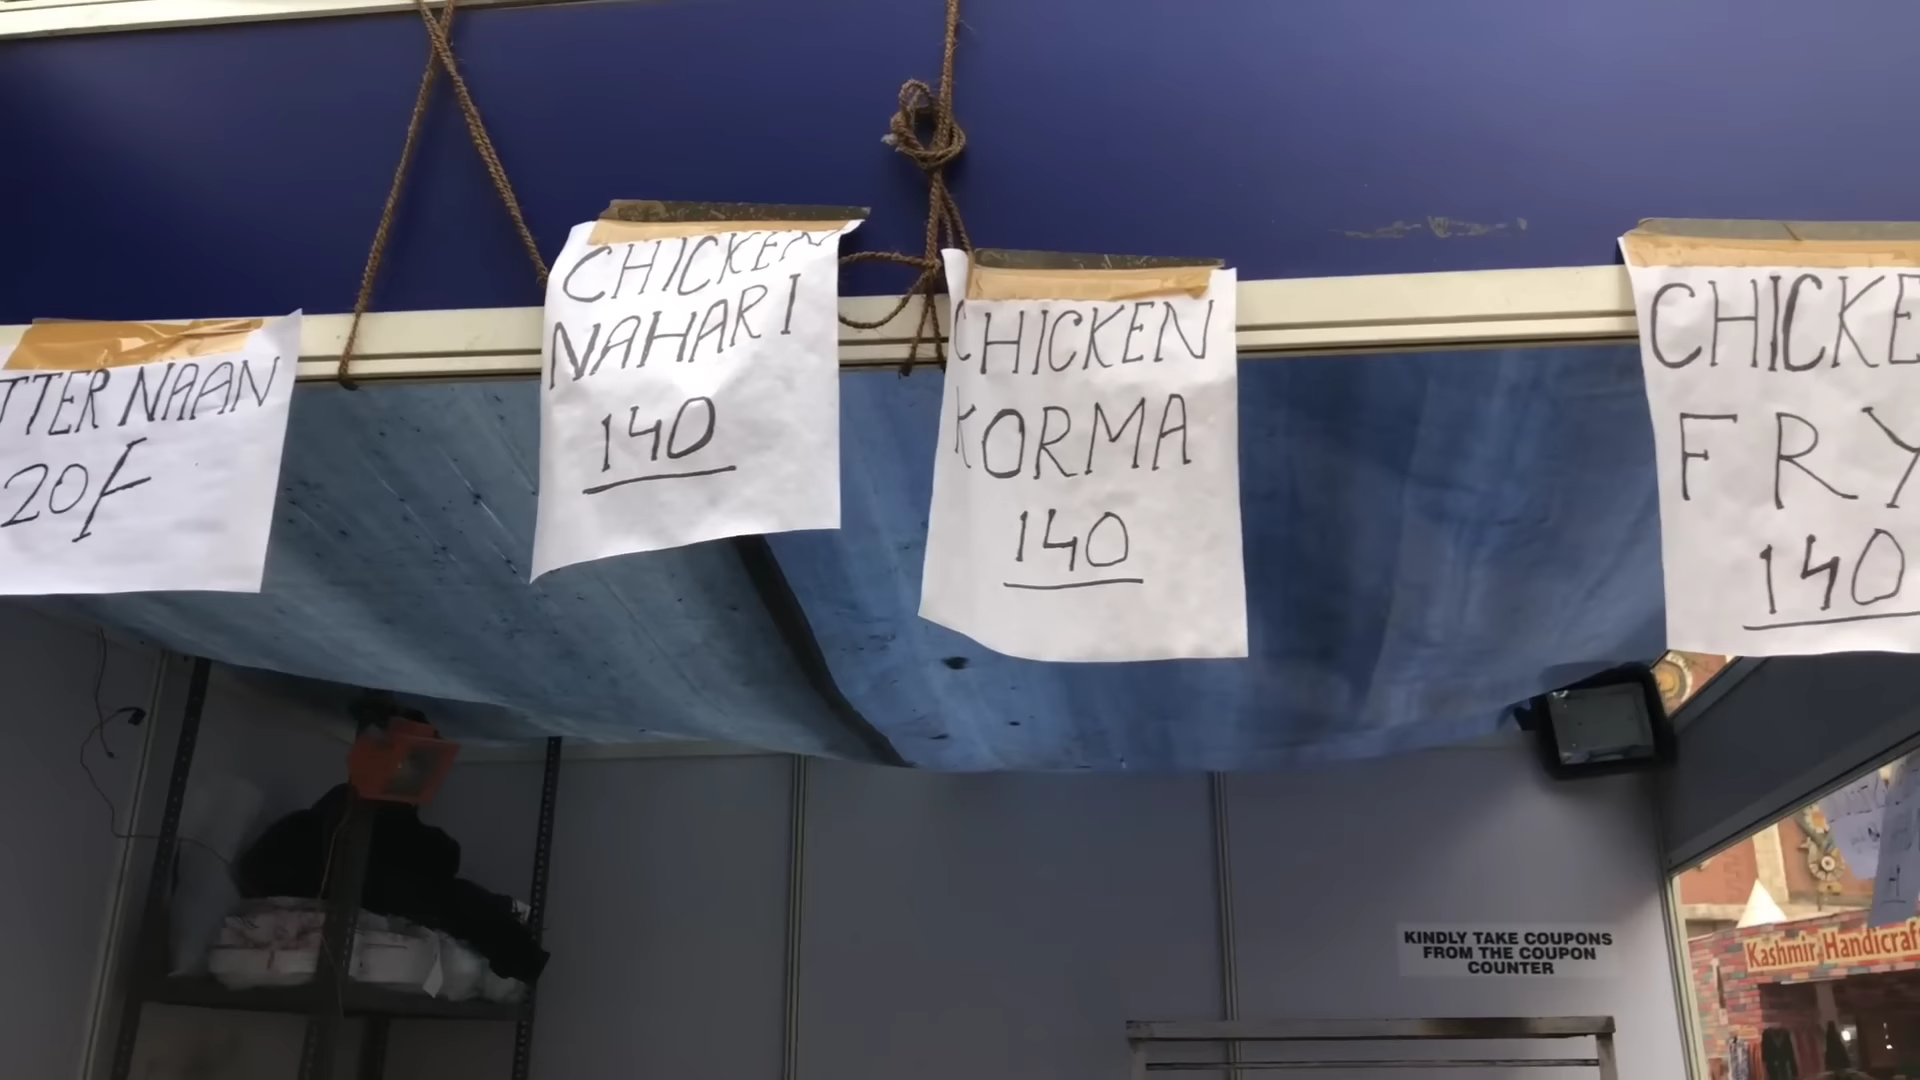 TTER NAAN
20/-
CHICKEN
NAHARI
140
CHICKEN
KORMA
140
CHICKE
FRY
140
KINDLY TAKE COUPONS
FROM THE COUPON
COUNTER
Kashmir Handicraf